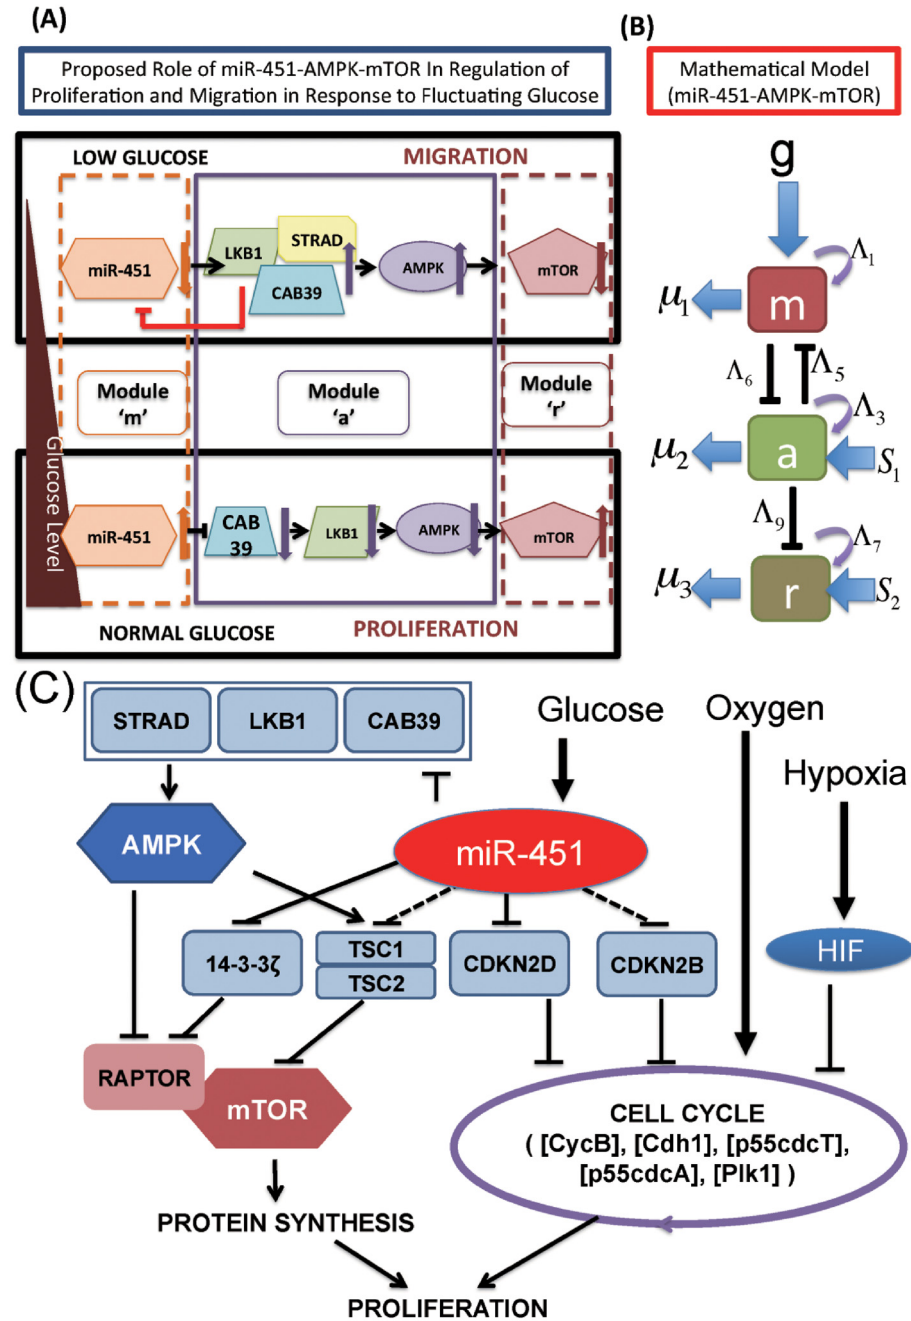 (A)
Proposed Role of miR-451-AMPK-mTOR In Regulation of
Proliferation and Migration in Response to Fluctuating Glucose
LOW GLUCOSE
MIGRATION
miR-451
LKB1
STRAD
CAB39
AMPK
mTOR
Module
'm'
Module
'a'
Module
'r'
Glucose Level
miR-451
CAB
39
LKB1
AMPK
mTOR
NORMAL GLUCOSE
PROLIFERATION
(B)
Mathematical Model
(miR-451-AMPK-mTOR)
g
Λ1
μ1
m
Λ6
Λ5
Λ3
μ2
a
S1
Λ9
Λ7
μ3
r
S2
(C)
STRAD
LKB1
CAB39
Glucose
Oxygen
Hypoxia
AMPK
miR-451
14-3-3ζ
TSC1
TSC2
CDKN2D
CDKN2B
HIF
RAPTOR
mTOR
CELL CYCLE
( [CycB], [Cdh1], [p55cdcT],
[p55cdcA], [Plk1] )
PROTEIN SYNTHESIS
PROLIFERATION